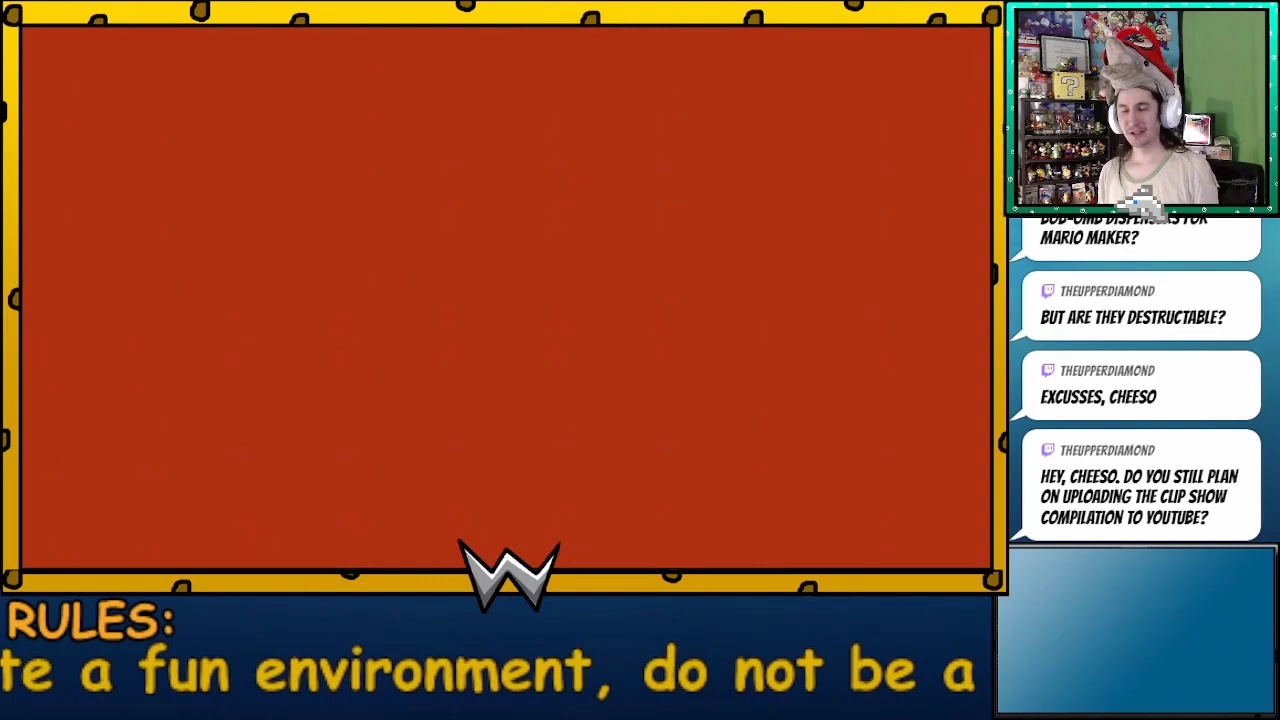 MARIO MAKER?
THEUPPERDIAMOND
BUT ARE THEY DESTRUCTABLE?
THEUPPERDIAMOND
EXCUSSES, CHEESO
THEUPPERDIAMOND
HEY, CHEESO. DO YOU STILL PLAN
ON UPLOADING THE CLIP SHOW
COMPILATION TO YOUTUBE?
W
RULES:
te a fun environment, do not be a